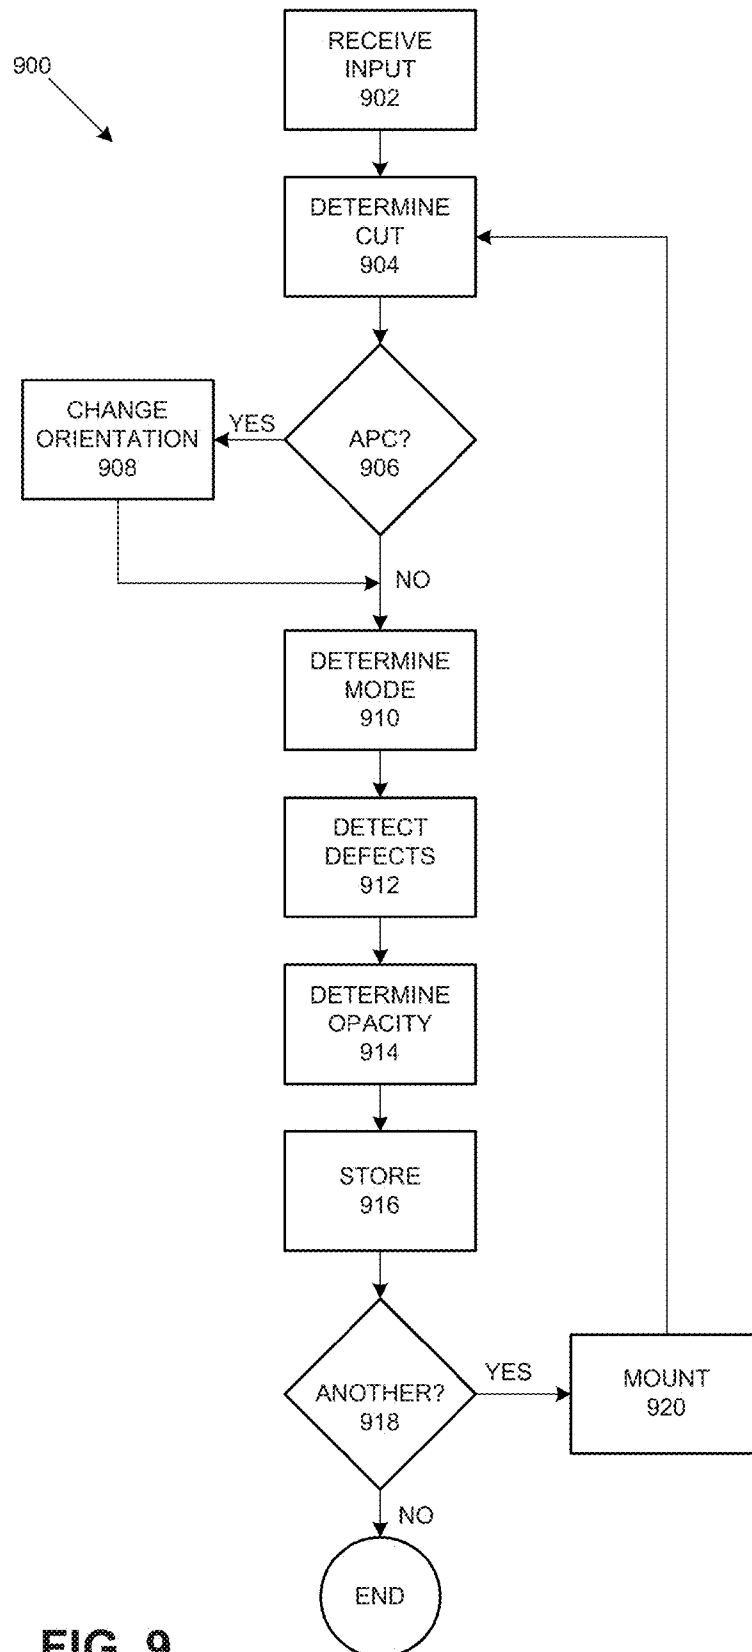 900
RECEIVE
INPUT
902
DETERMINE
CUT
904
APC?
906
YES
CHANGE
ORIENTATION
908
NO
DETERMINE
MODE
910
DETECT
DEFECTS
912
DETERMINE
OPACITY
914
STORE
916
ANOTHER?
918
YES
MOUNT
920
NO
END
FIG. 9